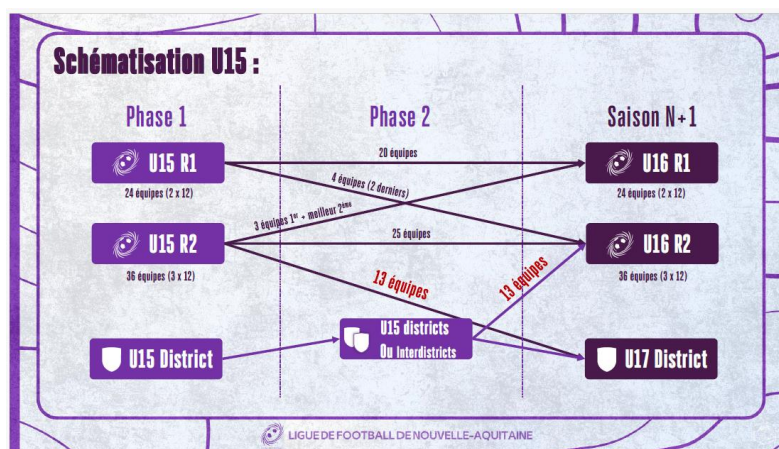 Schématisation U15 :
Phase 1
Phase 2
Saison N+1
U15 R1
20 équipes
U16 R1
24 équipes (2 x 12)
4 équipes (2 derniers)
24 équipes (2 x 12)
3 équipes 1er + meilleur 2ème
U15 R2
25 équipes
U16 R2
36 équipes (3 x 12)
13 équipes
13 équipes
36 équipes (3 x 12)
U15 District
U15 districts
Ou Interdistricts
U17 District
LIGUE DE FOOTBALL DE NOUVELLE-AQUITAINE